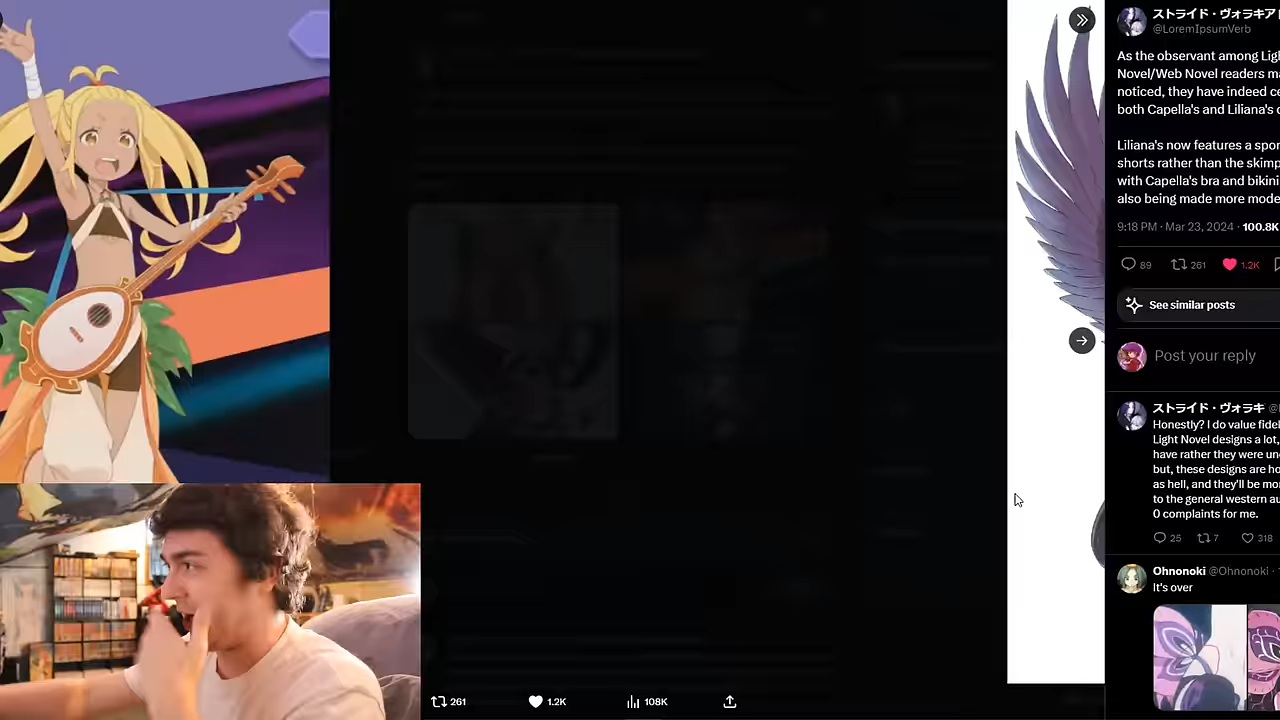 ストライド・ヴォラキア
@LoremIpsumVerb
As the observant among Lig
Novel/Web Novel readers ma
noticed, they have indeed ce
both Capella's and Liliana's
Liliana's now features a spor
shorts rather than the skimp
with Capella's bra and bikini
also being made more mode
9:18 PM · Mar 23, 2024 · 100.8K
89 261 1.2K
See similar posts
Post your reply
ストライド・ヴォラキ
Honestly? I do value fidel
Light Novel designs a lot,
have rather they were un
but, these designs are ho
as hell, and they'll be mo
to the general western au
0 complaints for me.
25 7 318
Ohnonoki @Ohnonoki ·
It's over
261 1.2K 108K